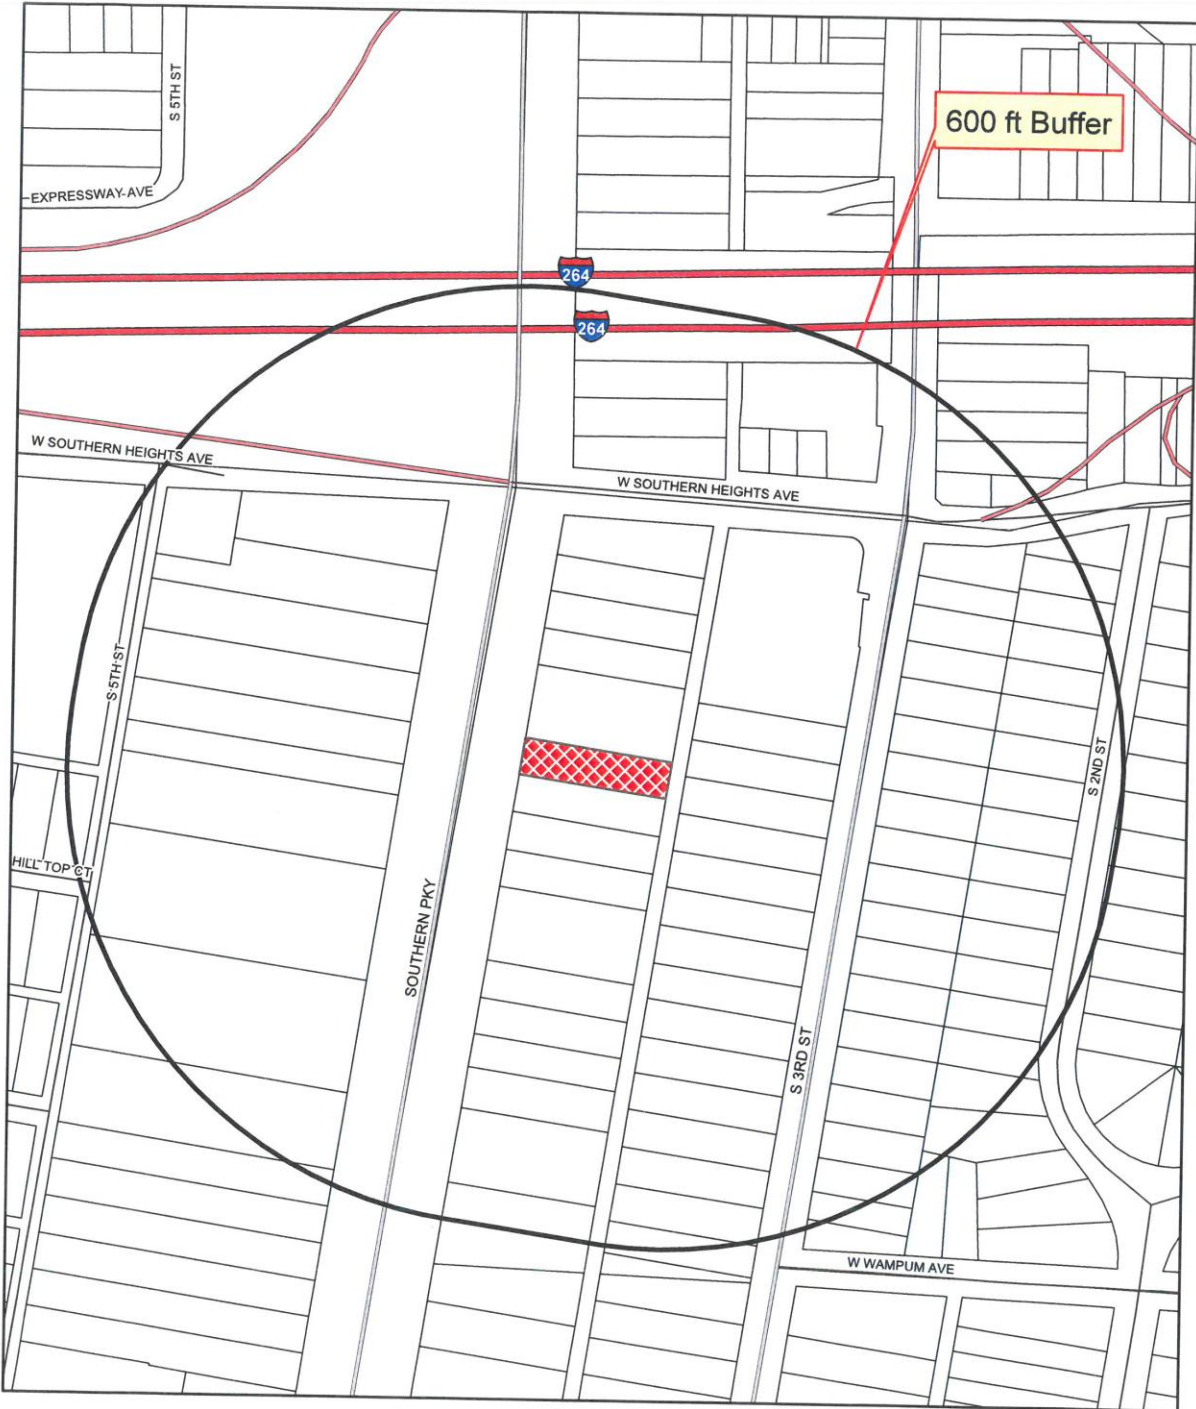 S 5TH ST
600 ft Buffer
EXPRESSWAY AVE
264
264
W SOUTHERN HEIGHTS AVE
W SOUTHERN HEIGHTS AVE
S 5TH ST
S 2ND ST
HILL TOP CT
SOUTHERN PKY
S 3RD ST
W WAMPUM AVE